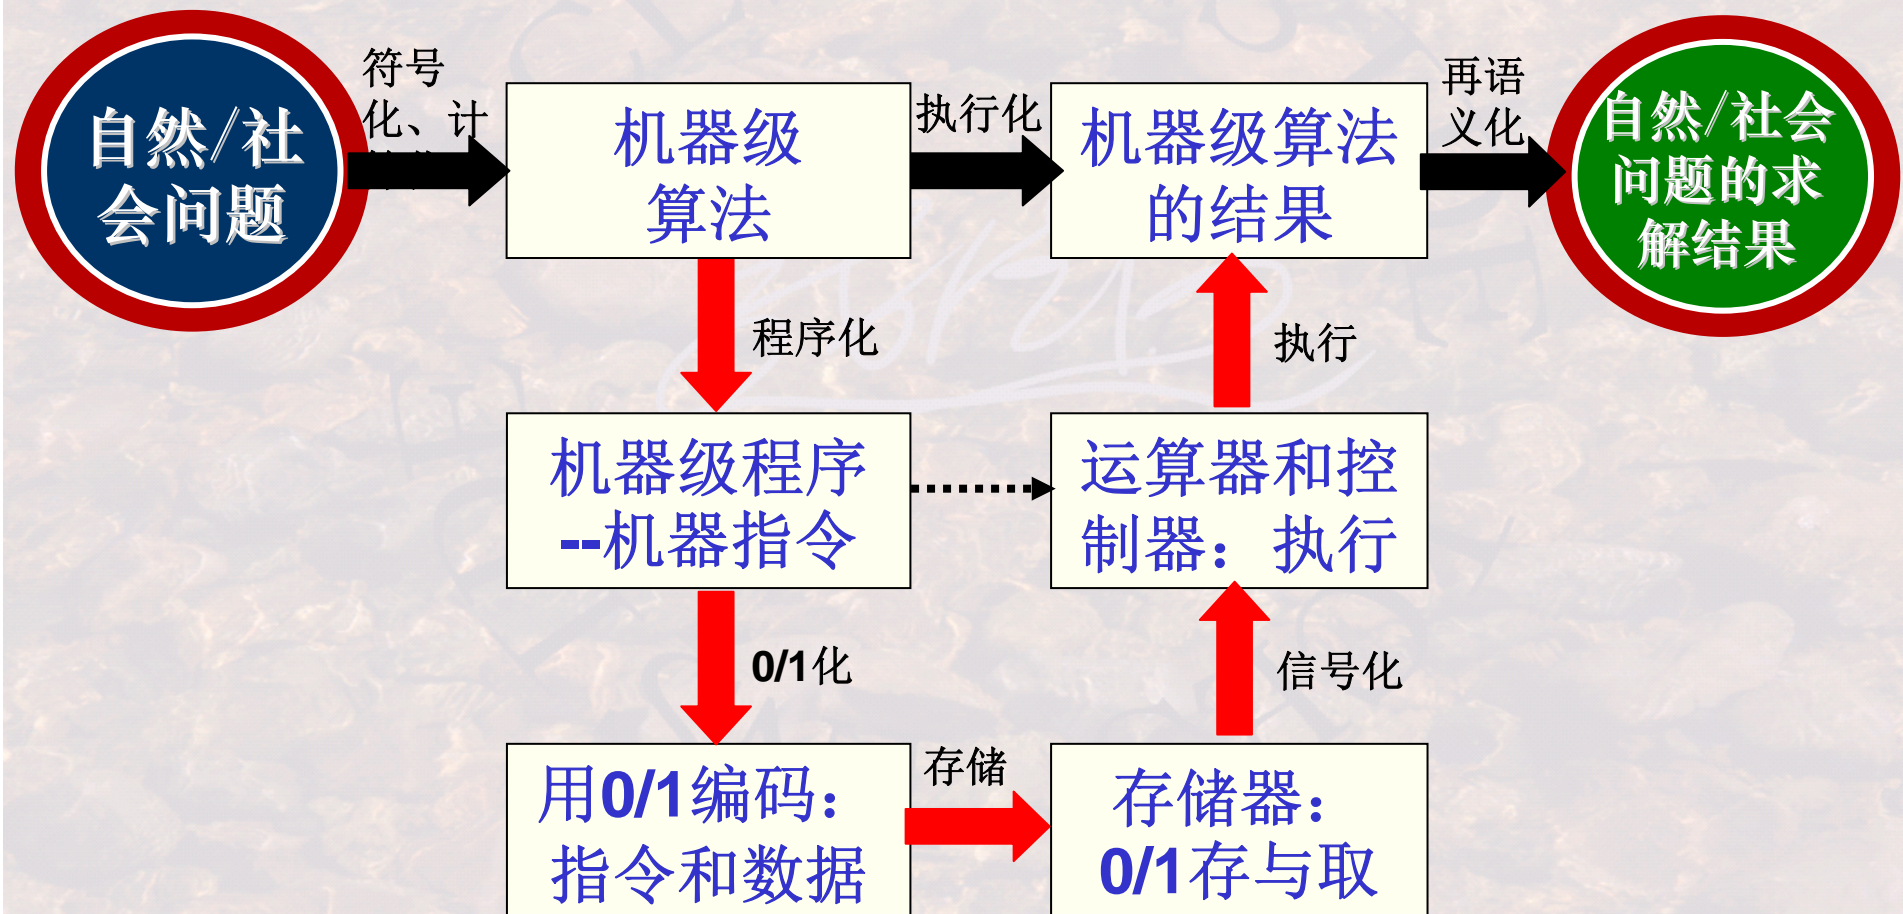 自然/社
会问题
符号
化、计
机器级
算法
执行化
机器级算法
的结果
再语
义化
自然/社会
问题的求
解结果
程序化
执行
机器级程序
--机器指令
运算器和控
制器：执行
0/1化
信号化
用0/1编码：
指令和数据
存储
存储器：
0/1存与取